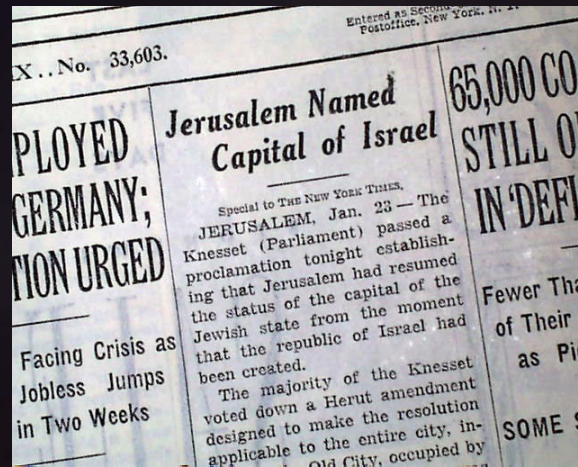 Entered as Second-
Postoffice, New York, N. Y.
X.. No. 33,603.
PLOYED
GERMANY;
TION URGED
Facing Crisis as
Jobless Jumps
in Two Weeks
Jerusalem Named
Capital of Israel
Special to THE NEW YORK TIMES.
JERUSALEM, Jan. 23 — The
Knesset (Parliament) passed a
proclamation tonight establish-
ing that Jerusalem had resumed
the status of the capital of the
Jewish state from the moment
that the republic of Israel had
been created.
The majority of the Knesset
voted down a Herut amendment
designed to make the resolution
applicable to the entire city, in-
Old City, occupied by
65,000 CO
STILL O
IN 'DEFI
Fewer Tha
of Their
as Pi
SOME S